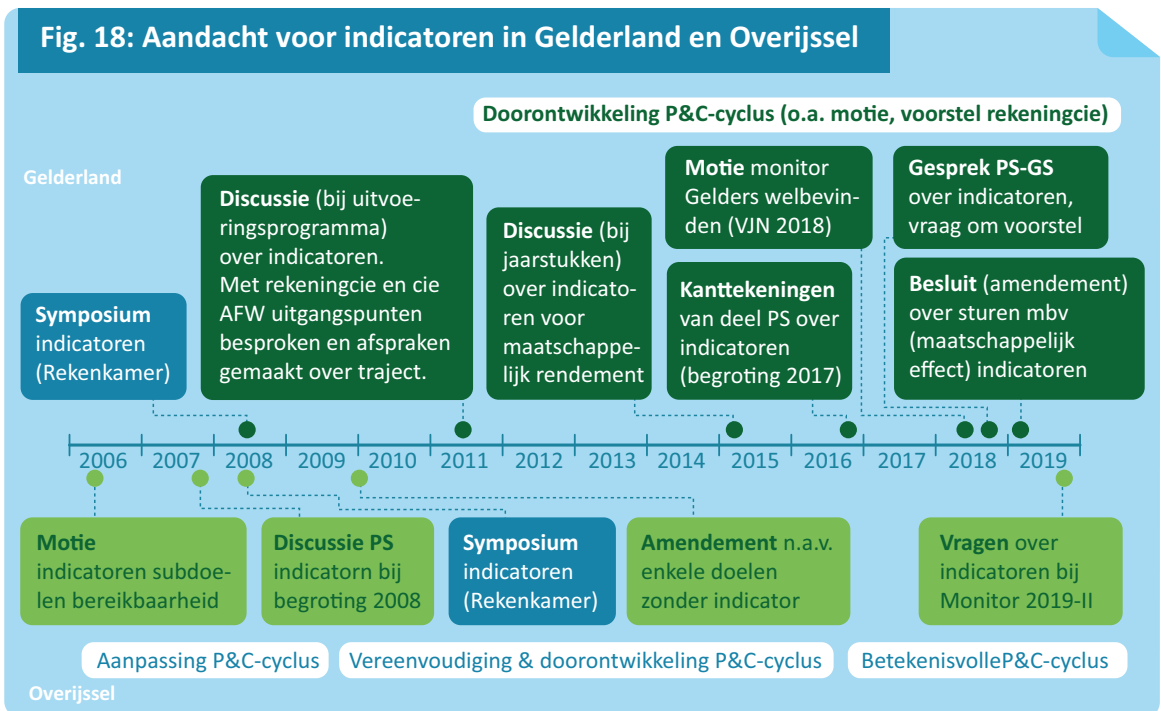 Fig. 18: Aandacht voor indicatoren in Gelderland en Overijssel
Doorontwikkeling P&C-cyclus (o.a. motie, voorstel rekeningcie)
Gelderland
Symposium
indicatoren
(Rekenkamer)
Discussie (bij uitvoe-
ringsprogramma)
over indicatoren.
Met rekeningcie en cie
AFW uitgangspunten
besproken en afspraken
gemaakt over traject.
Discussie (bij
jaarstukken)
over indicato-
ren voor
maatschappe-
lijk rendement
Motie monitor
Gelders welbevin-
den (VJN 2018)
Kanttekeningen
van deel PS over
indicatoren
(begroting 2017)
Gesprek PS-GS
over indicatoren,
vraag om voorstel
Besluit (amendement)
over sturen mbv
(maatschappelijk
effect) indicatoren
2006 2007 2008 2009 2010 2011 2012 2013 2014 2015 2016 2017 2018 2019
Motie
indicatoren subdoe-
len bereikbaarheid
Discussie PS
indicatorn bij
begroting 2008
Symposium
indicatoren
(Rekenkamer)
Amendement n.a.v.
enkele doelen
zonder indicator
Vragen over
indicatoren bij
Monitor 2019-II
Aanpassing P&C-cyclus
Vereenvoudiging & doorontwikkeling P&C-cyclus
BetekenisvolleP&C-cyclus
Overijssel